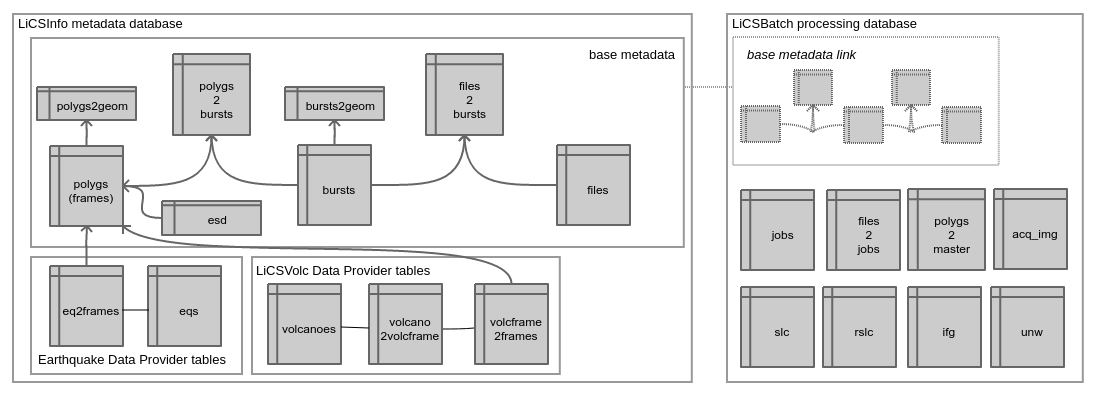 LiCSInfo metadata database
base metadata
polygs2geom
polygs
2
bursts
bursts2geom
files
2
bursts
polygs
(frames)
esd
bursts
files
eq2frames
eqs
Earthquake Data Provider tables
LiCSVolc Data Provider tables
volcanoes
volcano
2volcframe
volcframe
2frames
LiCSBatch processing database
base metadata link
jobs
files
2
jobs
polygs
2
master
acq_img
slc
rslc
ifg
unw